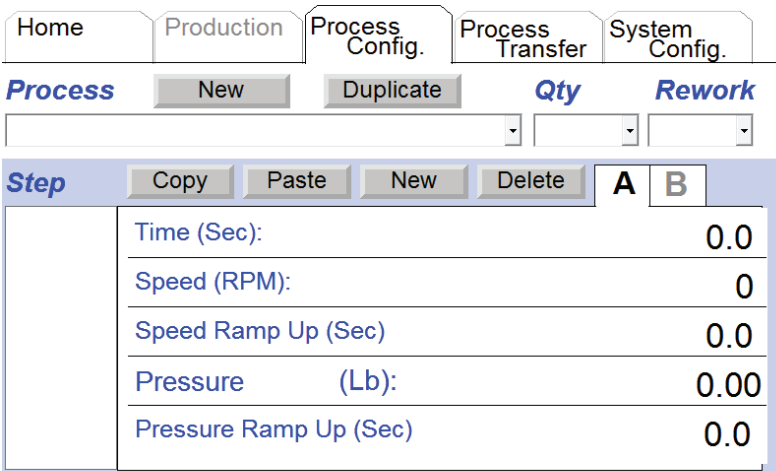 Home Production Process Config. Process Transfer System Config.
Process New Duplicate Qty Rework
Step Copy Paste New Delete A B
Time (Sec): 0.0
Speed (RPM): 0
Speed Ramp Up (Sec) 0.0
Pressure (Lb): 0.00
Pressure Ramp Up (Sec) 0.0